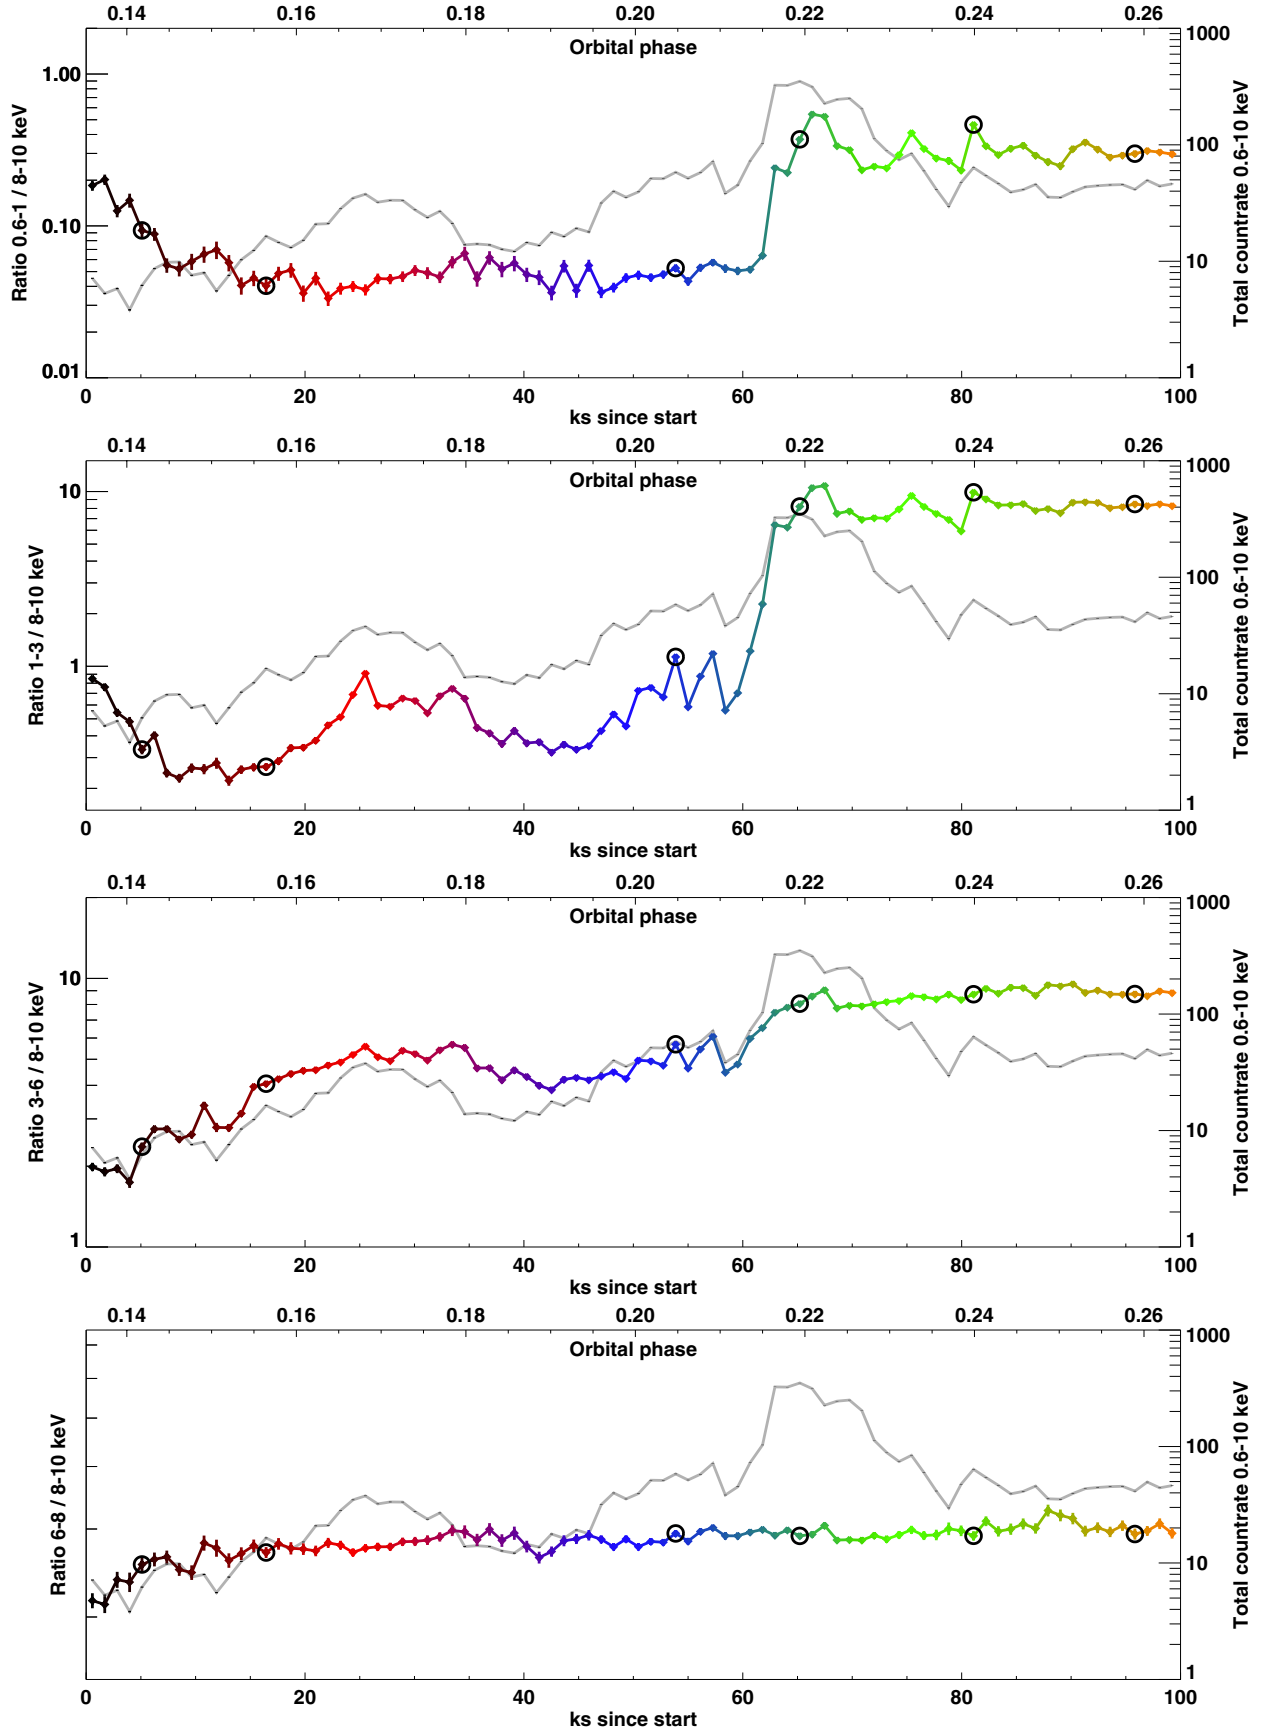 0.14 0.16 0.18 0.20 0.22 0.24 0.26
Orbital phase
1000
1.00
100
0.10
10
0.01
1
Ratio 0.6-1 / 8-10 keV
Total countrate 0.6-10 keV
0 20 40 60 80 100
ks since start
0.14 0.16 0.18 0.20 0.22 0.24 0.26
Orbital phase
1000
10
100
1
10
1
Ratio 1-3 / 8-10 keV
Total countrate 0.6-10 keV
0 20 40 60 80 100
ks since start
0.14 0.16 0.18 0.20 0.22 0.24 0.26
Orbital phase
1000
10
100
10
1
1
Ratio 3-6 / 8-10 keV
Total countrate 0.6-10 keV
0 20 40 60 80 100
ks since start
0.14 0.16 0.18 0.20 0.22 0.24 0.26
Orbital phase
1000
100
10
1
Ratio 6-8 / 8-10 keV
Total countrate 0.6-10 keV
0 20 40 60 80 100
ks since start